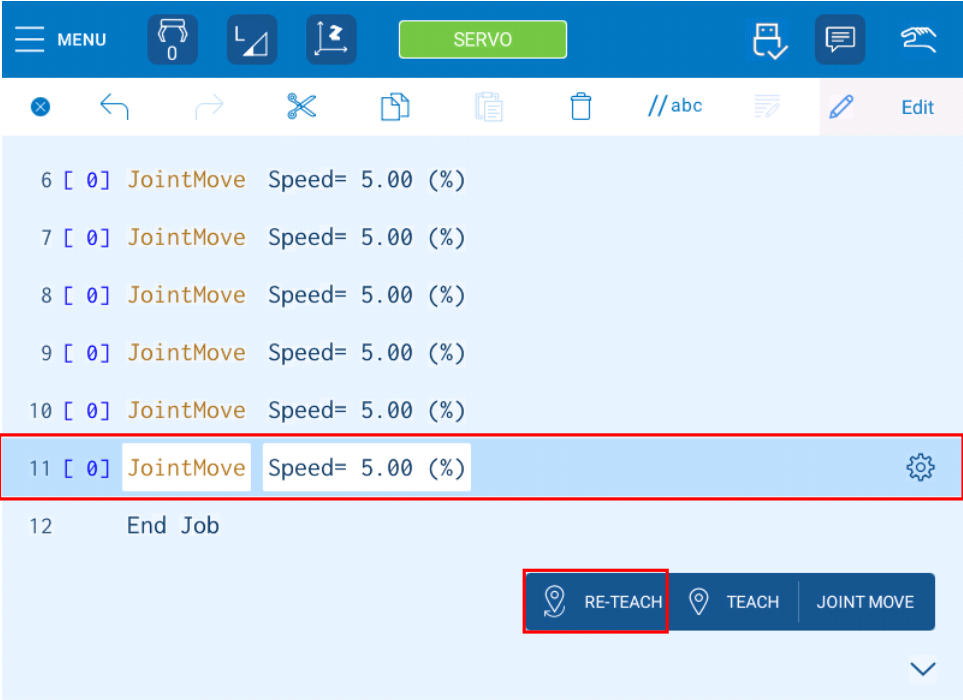 MENU 0 L SERVO
// abc Edit
6 [ 0] JointMove Speed= 5.00 (%)
7 [ 0] JointMove Speed= 5.00 (%)
8 [ 0] JointMove Speed= 5.00 (%)
9 [ 0] JointMove Speed= 5.00 (%)
10 [ 0] JointMove Speed= 5.00 (%)
11 [ 0] JointMove Speed= 5.00 (%)
12 End Job
RE-TEACH TEACH JOINT MOVE